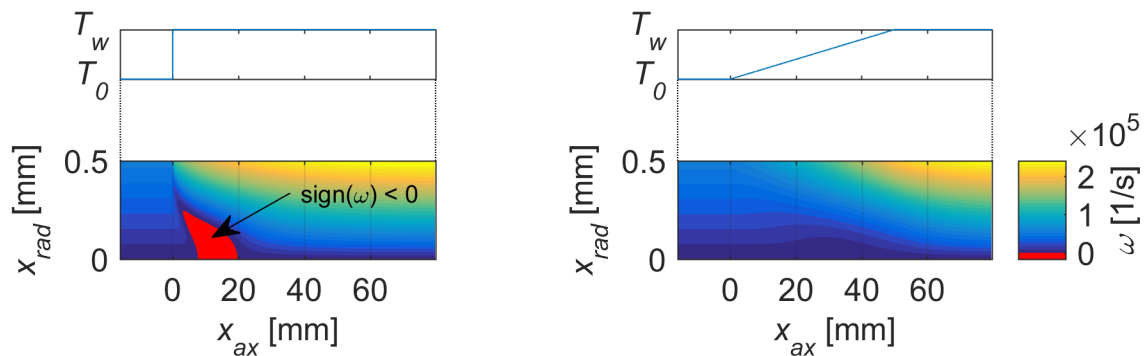 T_w
T_0
x_rad [mm]
0.5
0
sign(ω) < 0
0 20 40 60
x_ax [mm]
T_w
T_0
x_rad [mm]
0.5
0
0 20 40 60
x_ax [mm]
×10^5
2
1
0
ω [1/s]